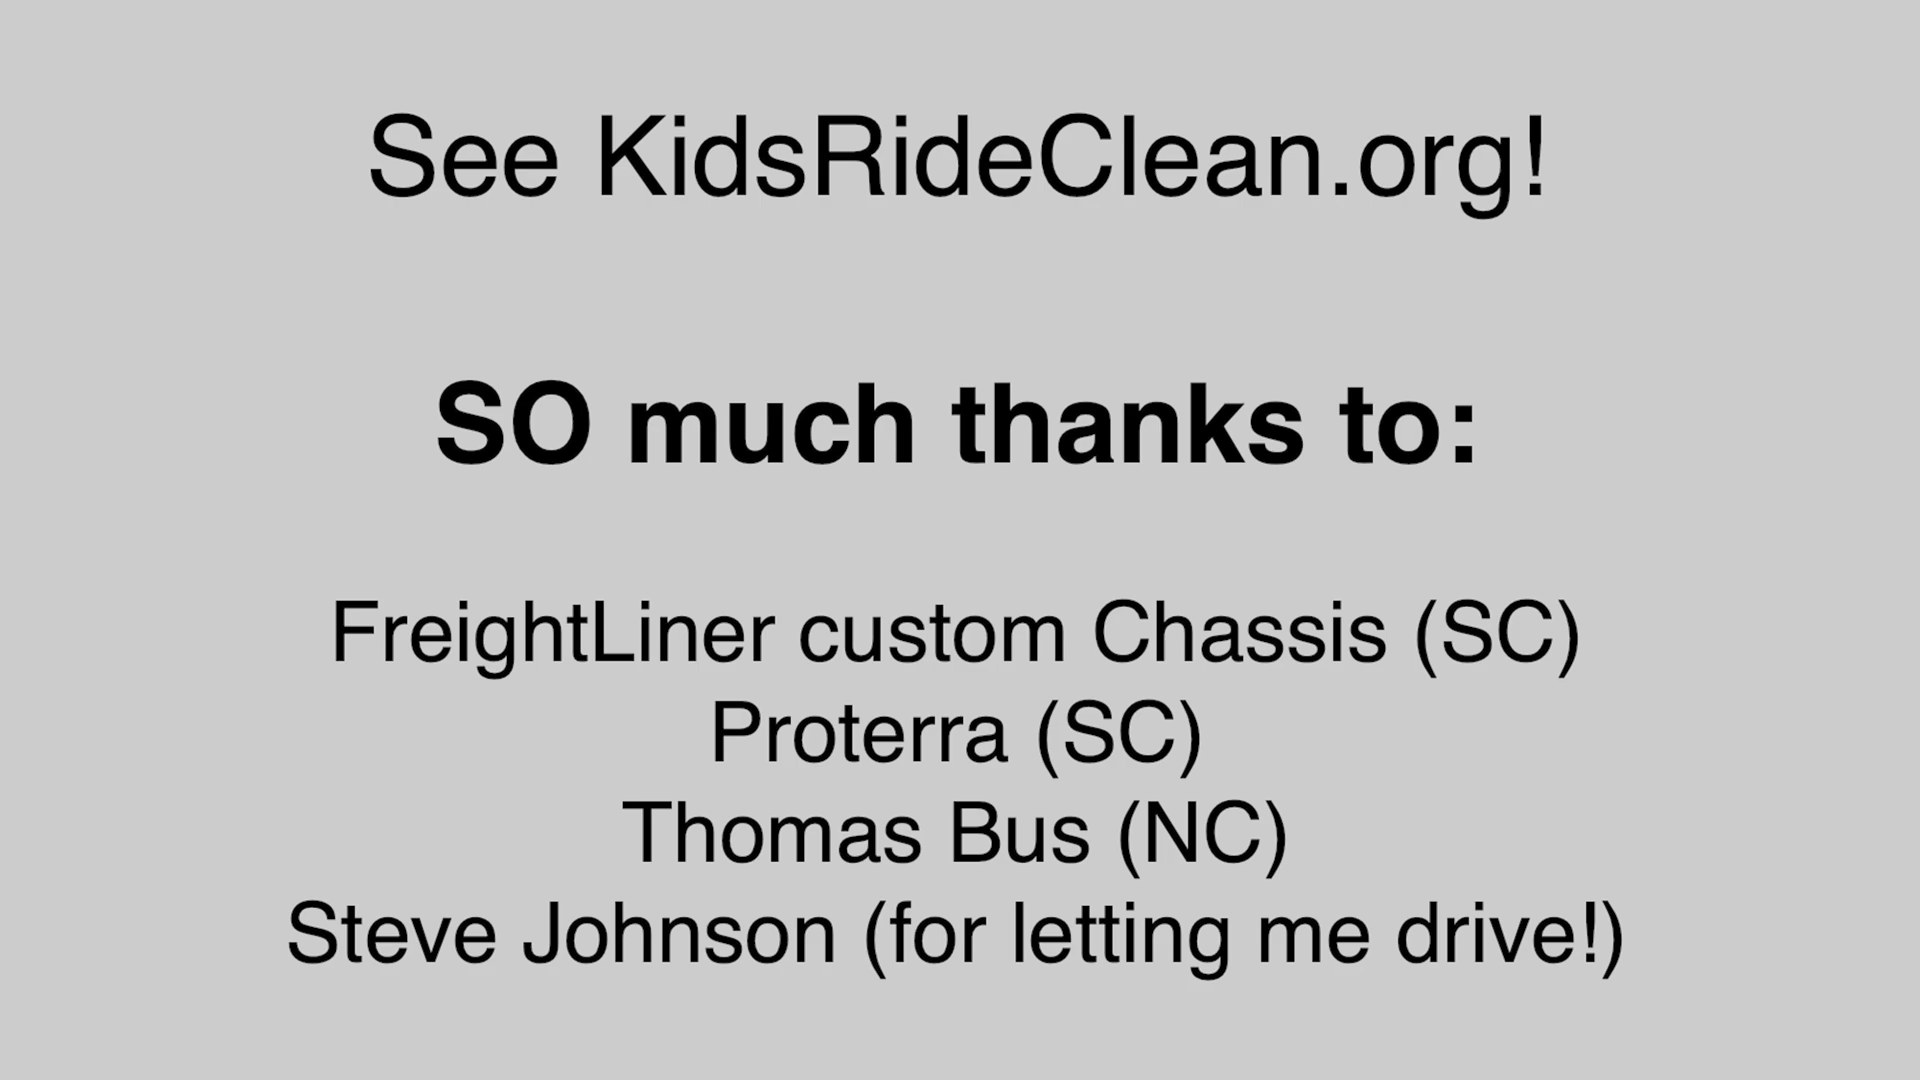 See KidsRideClean.org!
SO much thanks to:
FreightLiner custom Chassis (SC)
Proterra (SC)
Thomas Bus (NC)
Steve Johnson (for letting me drive!)